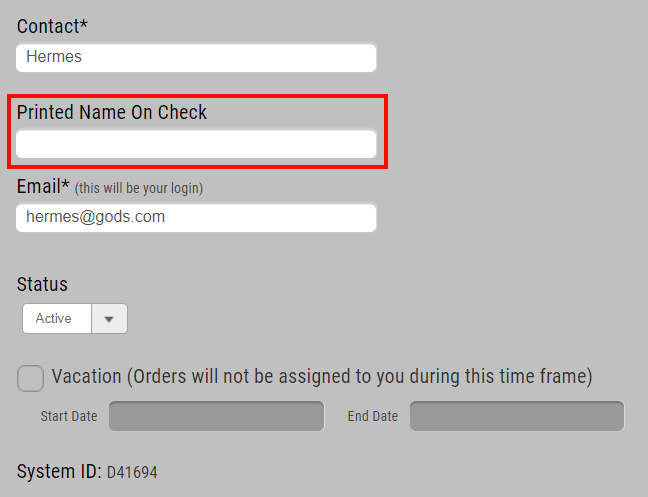 Contact*
Hermes
Printed Name On Check
Email* (this will be your login)
hermes@gods.com
Status
Active
Vacation (Orders will not be assigned to you during this time frame)
Start Date End Date
System ID: D41694